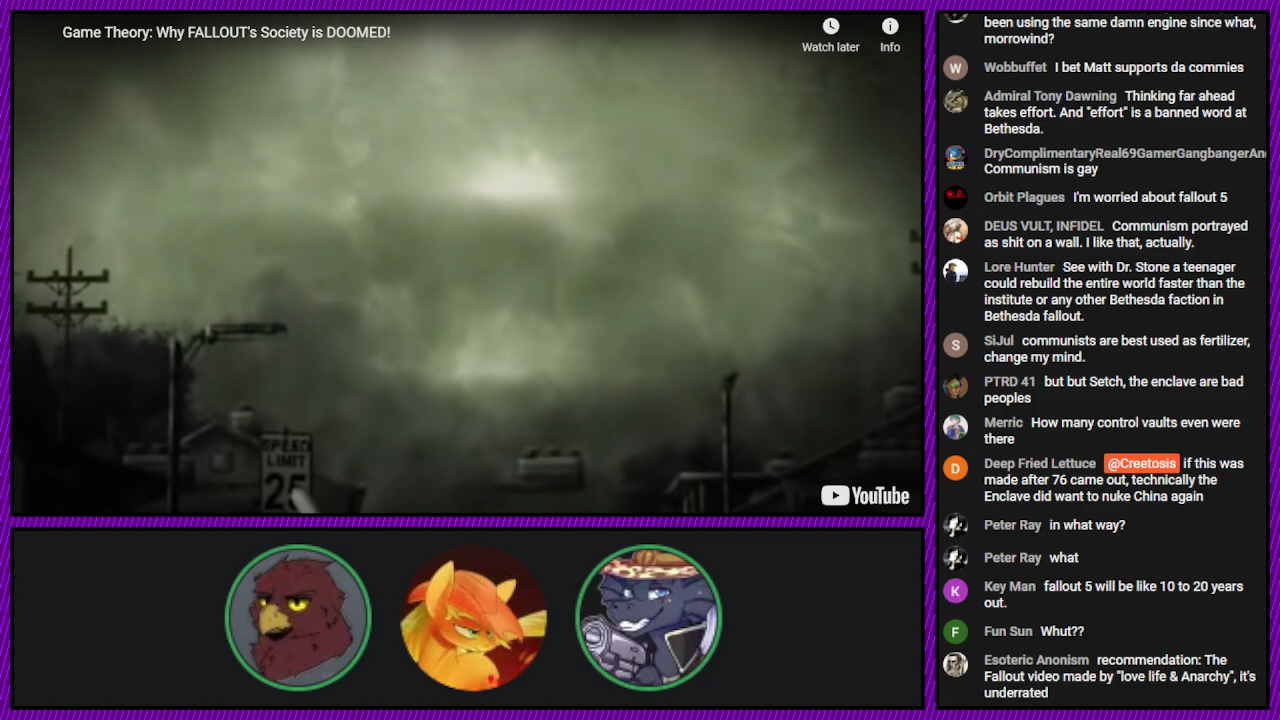 Game Theory: Why FALLOUT's Society is DOOMED!
Watch later
Info
SPEED
LIMIT
25
YouTube
been using the same damn engine since what,
morrowind?
W
Wobbuffet I bet Matt supports da commies
Admiral Tony Dawning Thinking far ahead
takes effort. And "effort" is a banned word at
Bethesda.
DryComplimentaryReal69GamerGangbangerAn
Communism is gay
O.P.
Orbit Plagues I'm worried about fallout 5
DEUS VULT, INFIDEL Communism portrayed
as shit on a wall. I like that, actually.
Lore Hunter See with Dr. Stone a teenager
could rebuild the entire world faster than the
institute or any other Bethesda faction in
Bethesda fallout.
S
SiJul communists are best used as fertilizer,
change my mind.
PTRD 41 but but Setch, the enclave are bad
peoples
Merric How many control vaults even were
there
D
Deep Fried Lettuce @Creetosis if this was
made after 76 came out, technically the
Enclave did want to nuke China again
Peter Ray in what way?
Peter Ray what
K
Key Man fallout 5 will be like 10 to 20 years
out.
F
Fun Sun Whut??
Esoteric Anonism recommendation: The
Fallout video made by "love life & Anarchy", it's
underrated